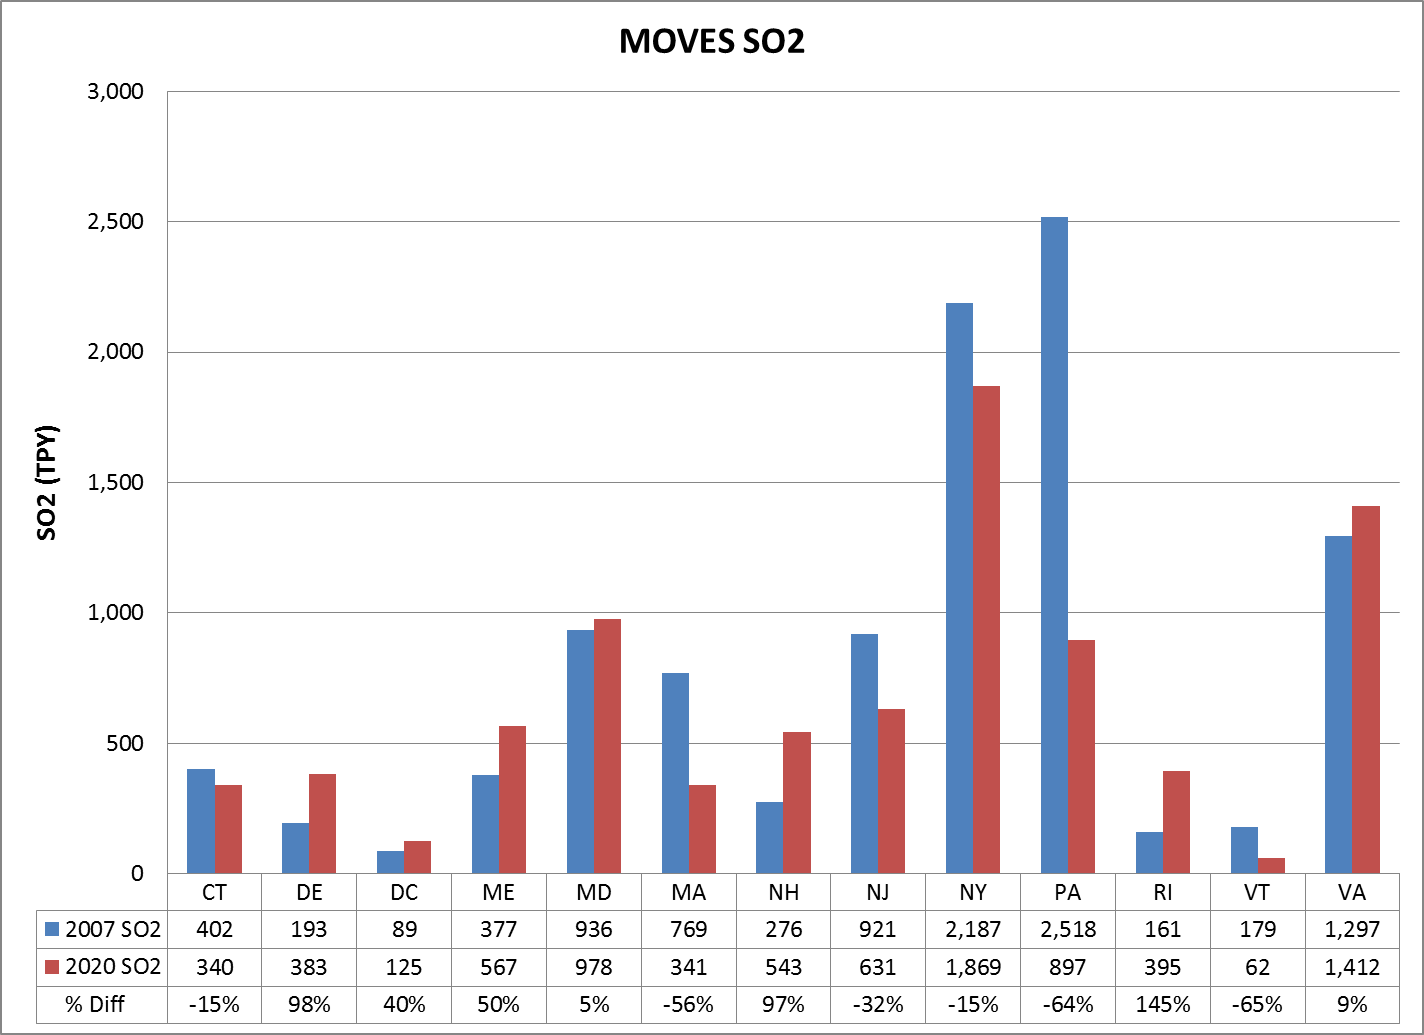 MOVES SO2
3,000
2,500
2,000
1,500
1,000
500
0
SO2 (TPY)
CT DE DC ME MD MA NH NJ NY PA RI VT VA
2007 SO2 402 193 89 377 936 769 276 921 2,187 2,518 161 179 1,297
2020 SO2 340 383 125 567 978 341 543 631 1,869 897 395 62 1,412
% Diff -15% 98% 40% 50% 5% -56% 97% -32% -15% -64% 145% -65% 9%